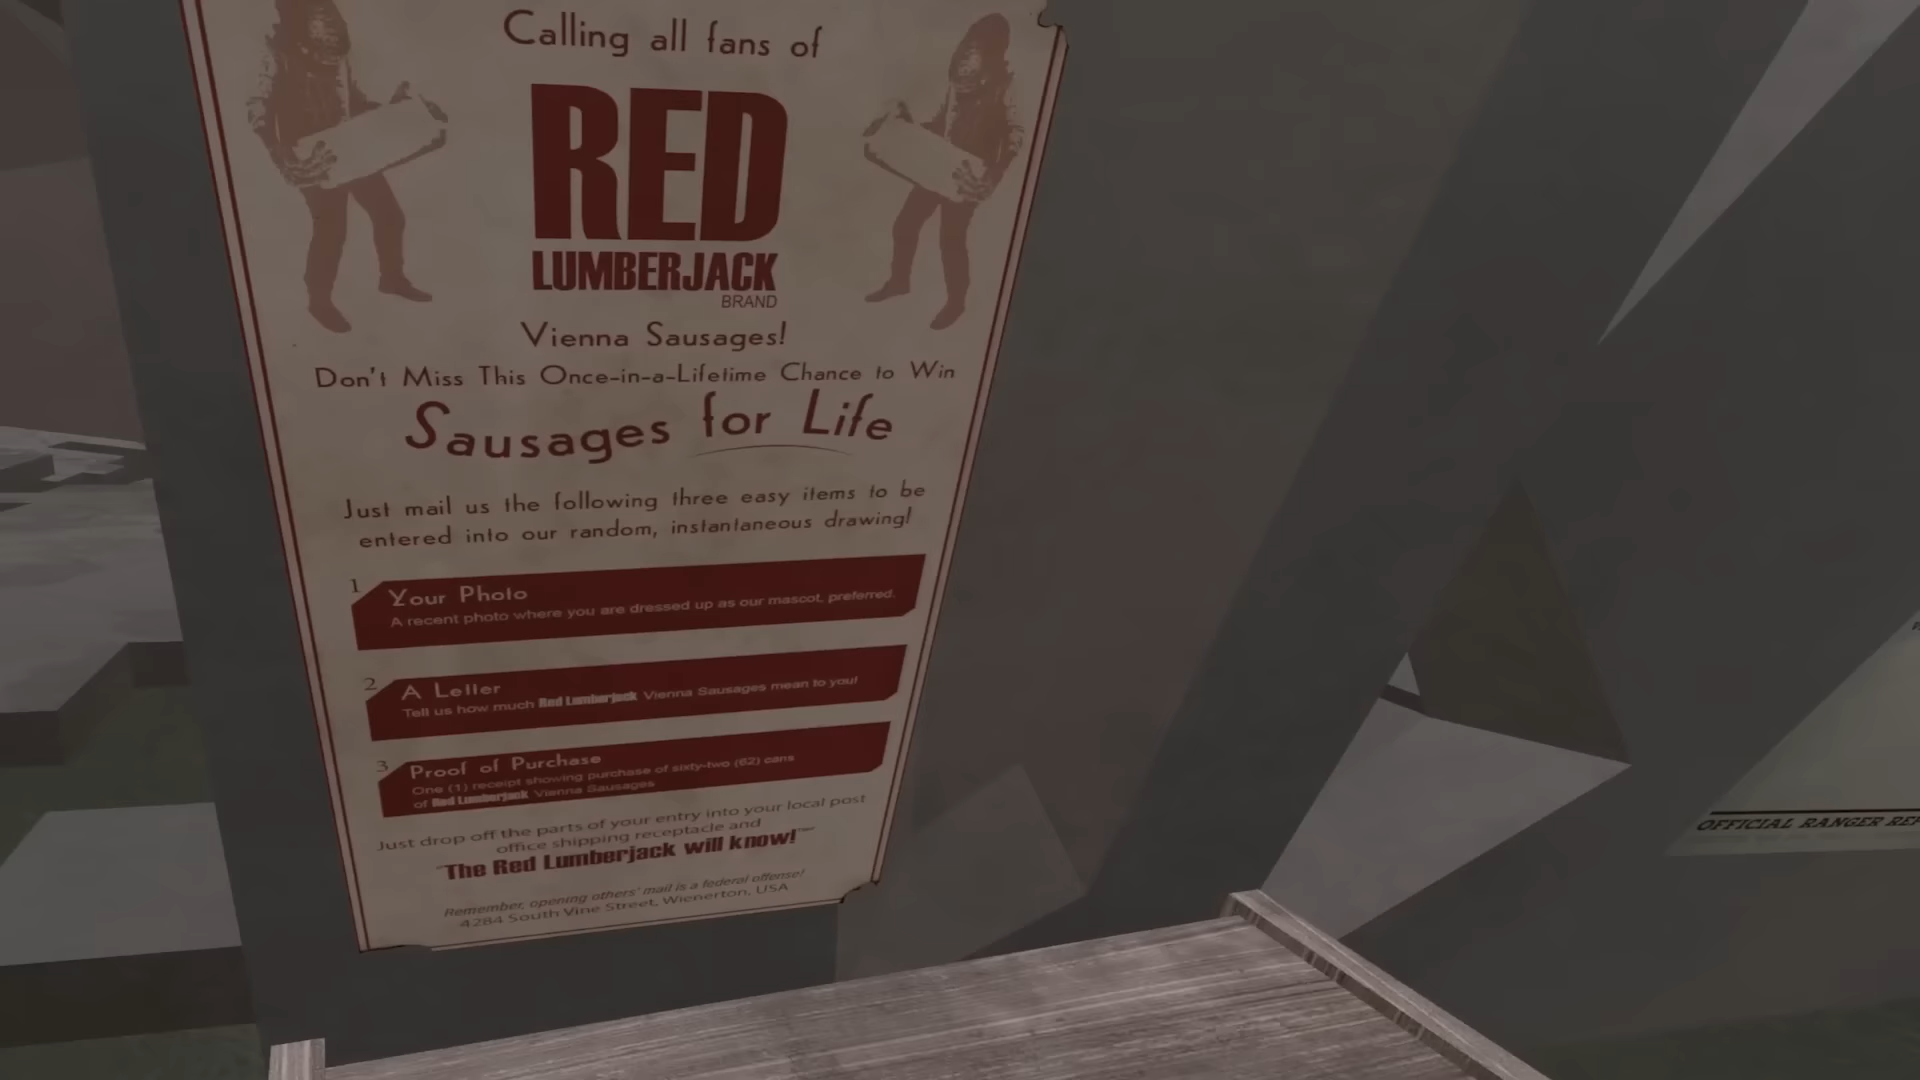 Calling all fans of
RED
LUMBERJACK
BRAND
Vienna Sausages!
Don't Miss This Once-in-a-Lifetime Chance to Win
Sausages for Life
Just mail us the following three easy items to be
entered into our random, instantaneous drawing!
1
Your Photo
A recent photo where you are dressed up as our mascot, preferred.
2
A Letter
Tell us how much Red Lumberjack Vienna Sausages mean to you!
3
Proof of Purchase
One (1) receipt showing purchase of sixty-two (62) cans
of Red Lumberjack Vienna Sausages
Just drop off the parts of your entry into your local post
office shipping receptacle and
"The Red Lumberjack will know!"
Remember, opening others' mail is a federal offense!
4284 South Vine Street, Wienerton, USA
OFFICIAL RANGER